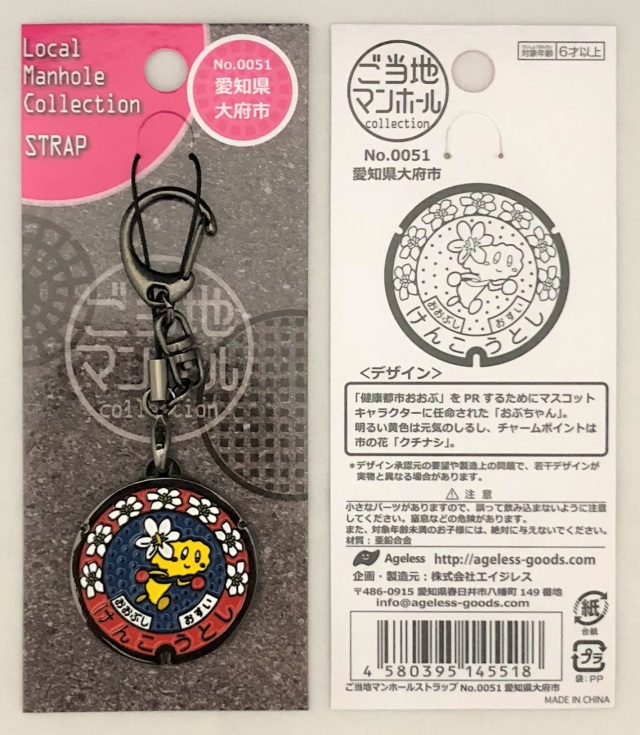 Local
Manhole
Collection
STRAP
No.0051
愛知県
大府市
ご当地
マンホール
collection
おおぶし
おすい
けんこうとし
ご当地
マンホール
collection
対象年齢 6才以上
No.0051
愛知県大府市
おおぶし
おすい
けんこうとし
<デザイン>
「健康都市おおぶ」をPRするためにマスコット
キャラクターに任命された「おぶちゃん」。
明るい黄色は元気のしるし、チャームポイントは
市の花「クチナシ」。
*デザイン承認元の要望や製造上の問題で、若干デザインが
実物と異なる場合があります。
⚠ 注意
小さなパーツがありますので、誤って飲み込まないように注意
してください。窒息などの危険があります。
また、対象年齢未満のお子様には、絶対に与えないでください。
材質:亜鉛合金
Ageless http://ageless-goods.com
企画・製造元:株式会社エイジレス
〒486-0915 愛知県春日井市八幡町149番地
info@ageless-goods.com
紙
台紙
プラ
袋:PP
4 580395 145518
ご当地マンホールストラップ No.0051 愛知県大府市
MADE IN CHINA